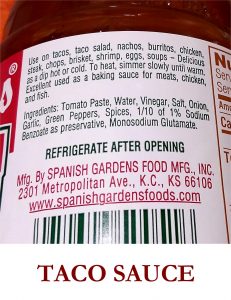 Use on tacos, taco salad, nachos, burritos, chicken,
steak, chops, brisket, shrimp, eggs, soups – Delicious
as a dip hot or cold. To heat, simmer slowly until warm.
Excellent used as a baking sauce for meats, chicken,
and fish.
Ingredients: Tomato Paste, Water, Vinegar, Salt, Onion,
Garlic, Green Peppers, Spices, 1/10 of 1% Sodium
Benzoate as preservative, Monosodium Glutamate.
REFRIGERATE AFTER OPENING
Mfg. By SPANISH GARDENS FOOD MFG., INC.
2301 Metropolitan Ave., K.C., KS 66106
www.spanishgardensfoods.com
®
TACO SAUCE